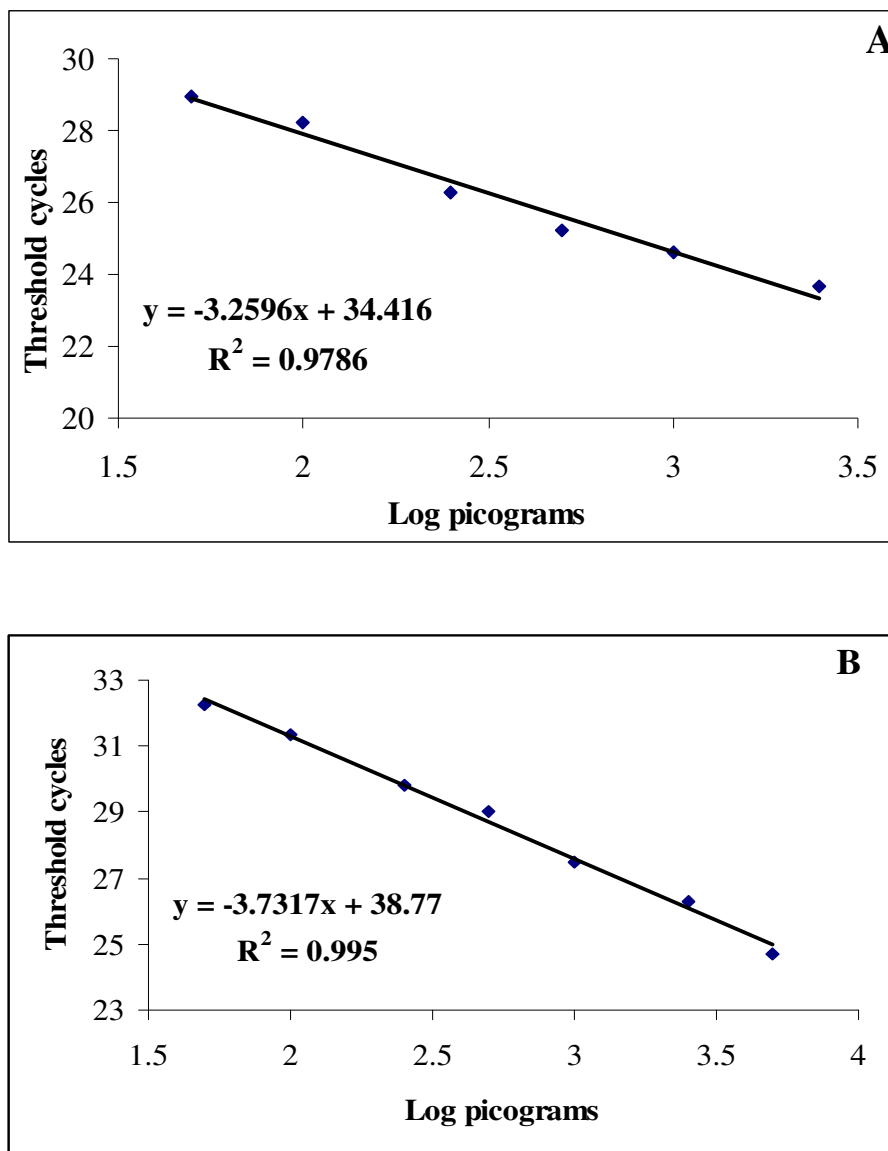 A
30
28
26
24
22
20
Threshold cycles
y = -3.2596x + 34.416
R² = 0.9786
1.5 2 2.5 3 3.5
Log picograms
B
33
31
29
27
25
23
Threshold cycles
y = -3.7317x + 38.77
R² = 0.995
1.5 2 2.5 3 3.5 4
Log picograms